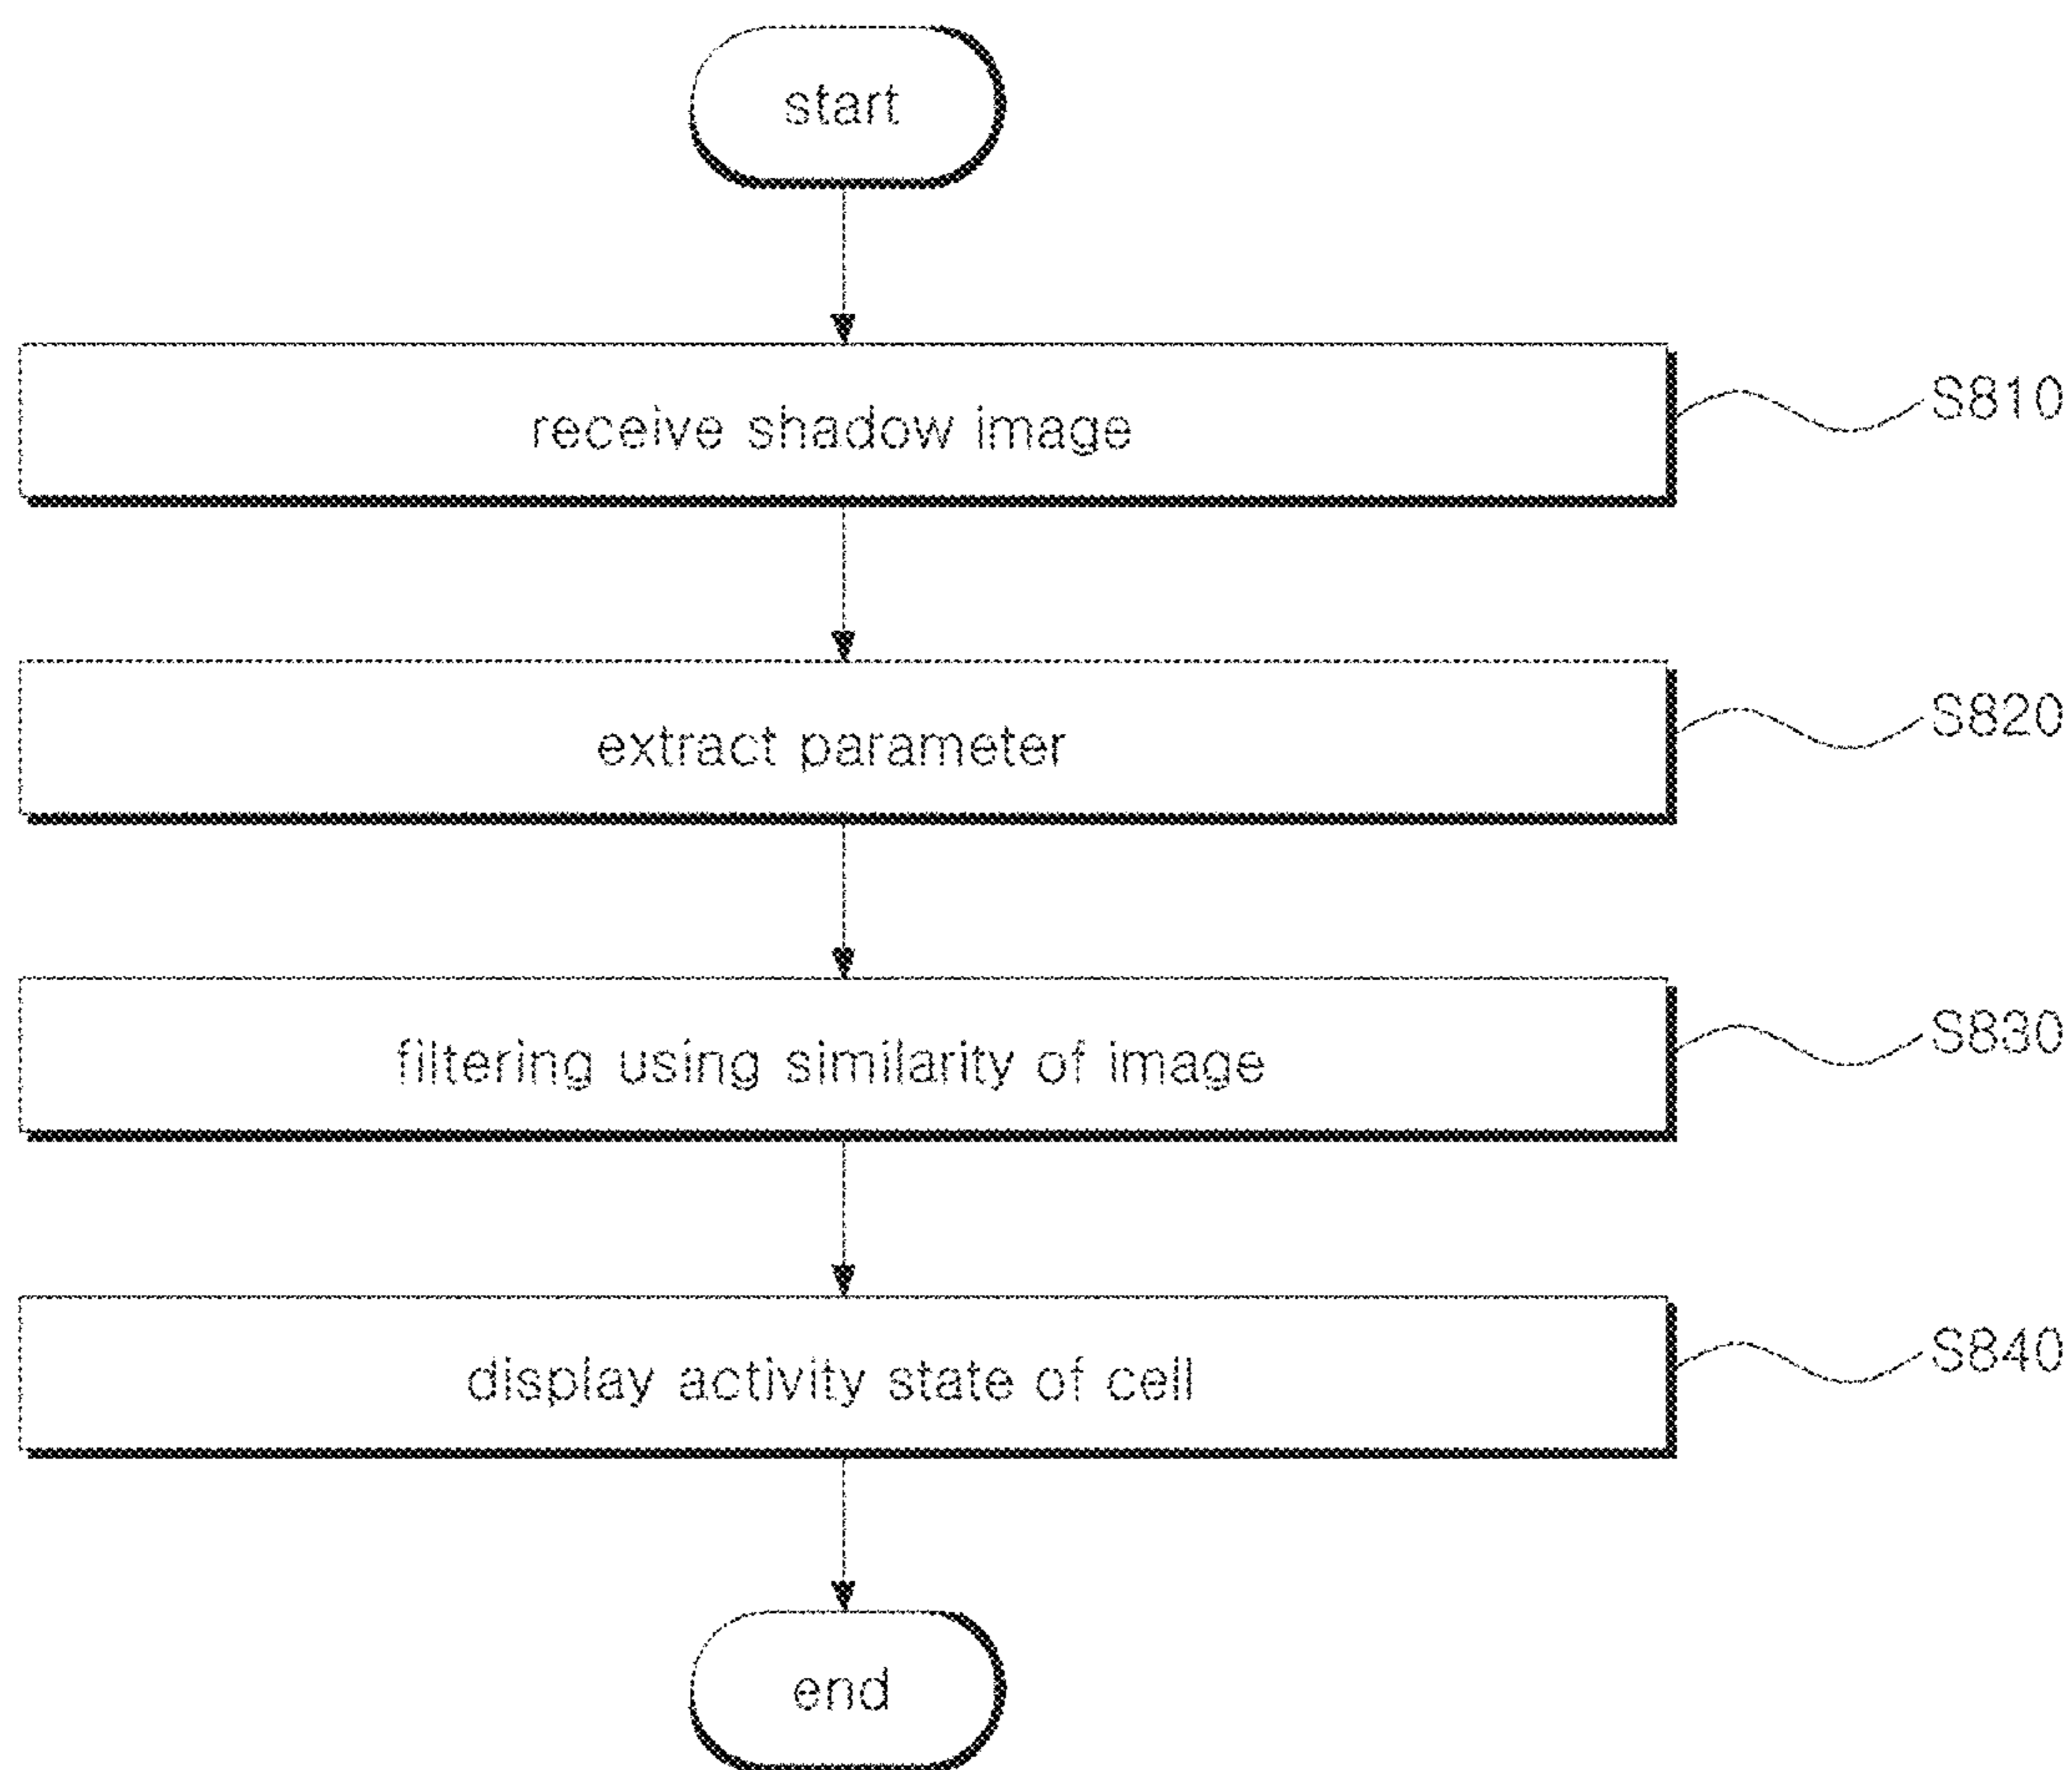 start
receive shadow image
S810
extract parameter
S820
filtering using similarity of image
S830
display activity state of cell
S840
end